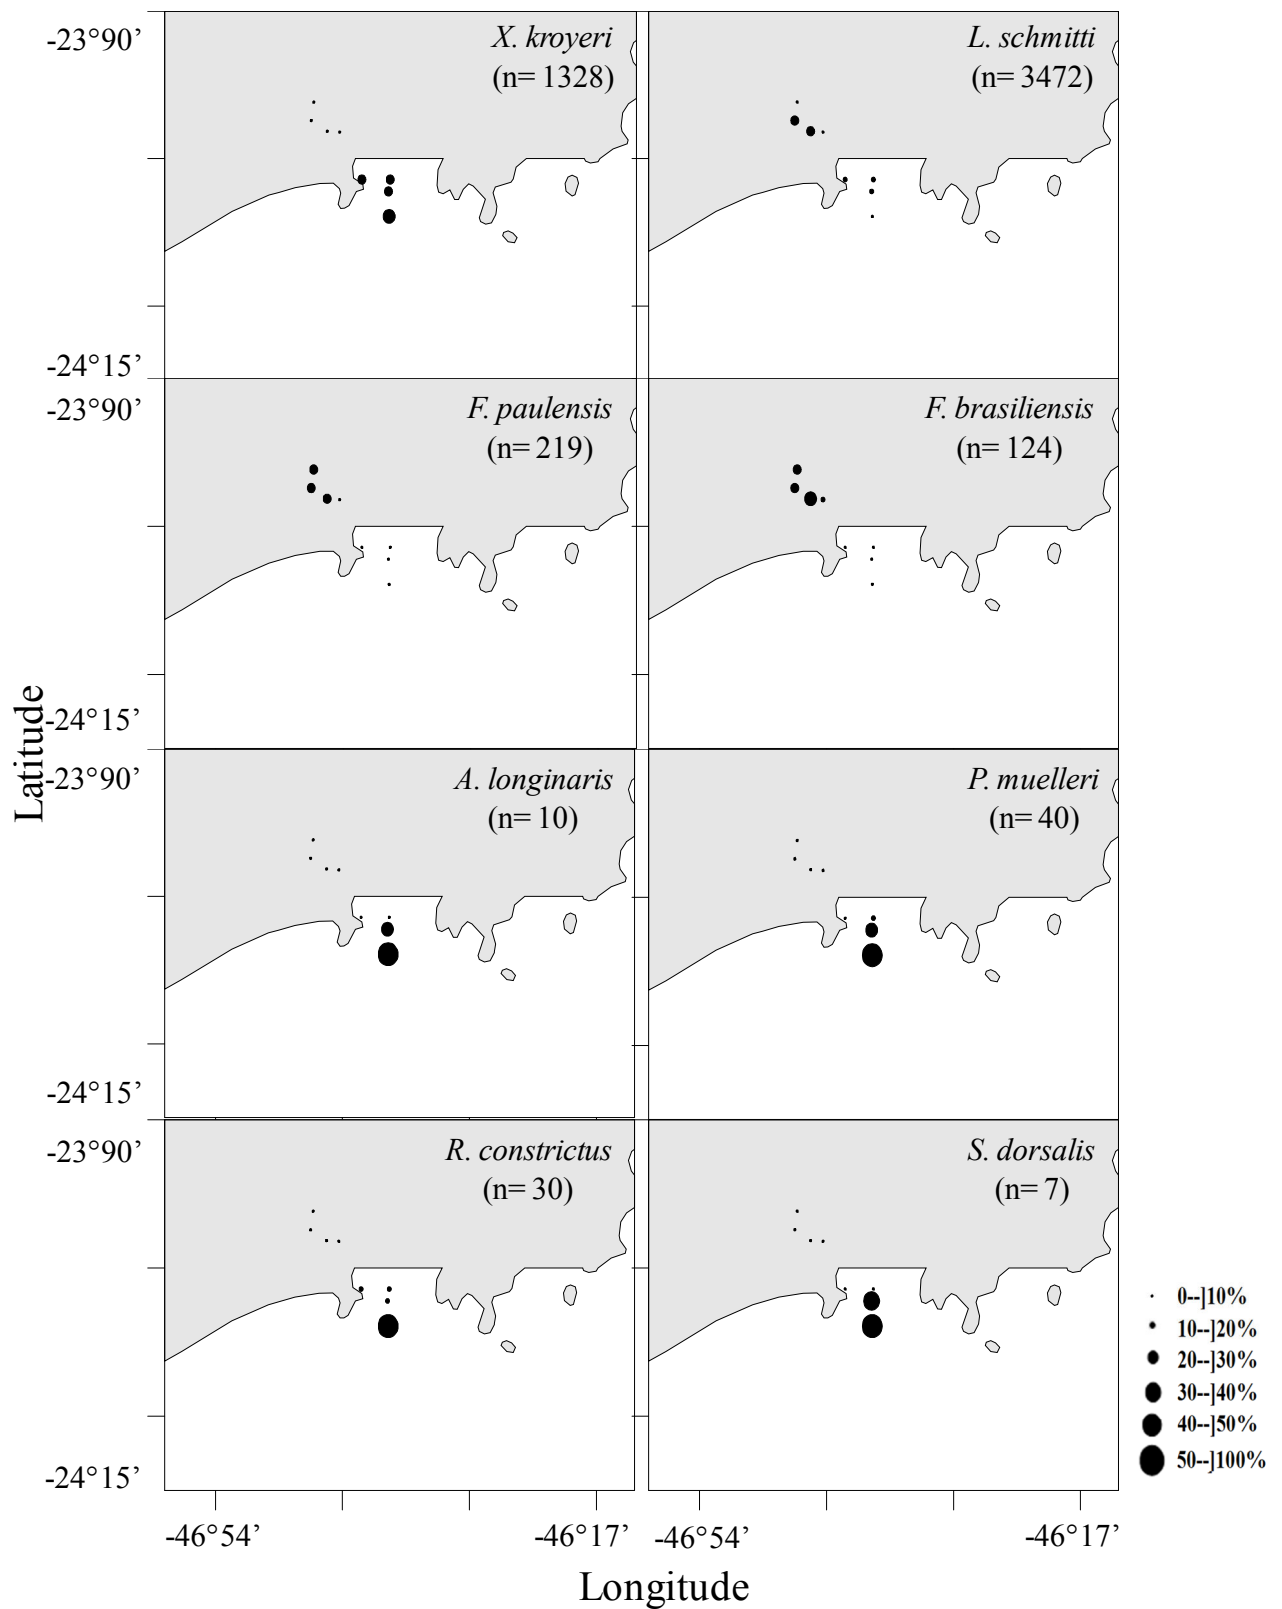 -23°90’
X. kroyeri
(n= 1328)
L. schmitti
(n= 3472)
-24°15’
-23°90’
F. paulensis
(n= 219)
F. brasiliensis
(n= 124)
Latitude
-24°15’
-23°90’
A. longinaris
(n= 10)
P. muelleri
(n= 40)
-24°15’
-23°90’
R. constrictus
(n= 30)
S. dorsalis
(n= 7)
0--]10%
10--]20%
20--]30%
30--]40%
40--]50%
50--]100%
-24°15’
-46°54’
-46°17’
-46°54’
-46°17’
Longitude